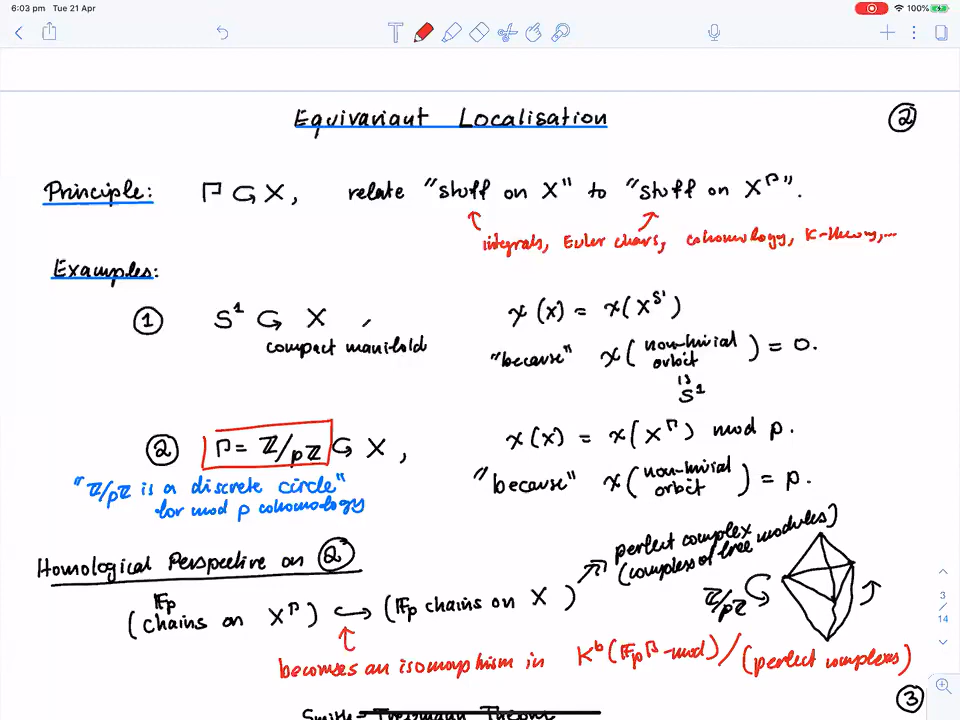 6:03 pm Tue 21 Apr
100%
Equivariant Localisation
②
Principle: Γ ↺ X, relate "stuff on X" to "stuff on X^Γ".
integrals, Euler chars, cohomology, K-theory,...
Examples:
① S¹ ↺ X, χ(X) = χ(X^{S¹})
compact manifold
"because" χ(non-trivial orbit) = 0.
is
S¹
② Γ = ℤ/pℤ ↺ X, χ(X) = χ(X^Γ) mod p.
"ℤ/pℤ is a discrete circle"
for mod p cohomology
"because" χ(non-trivial orbit) = p.
Homological Perspective on ②
perfect complex
(complex of free modules)
(𝔽p chains on X^Γ) ↪ (𝔽p chains on X)
ℤ/pℤ
becomes an isomorphism in K^b(𝔽pΓ-mod)/(perfect complexes)
3
/
14
③
Smith-Treumann Theory